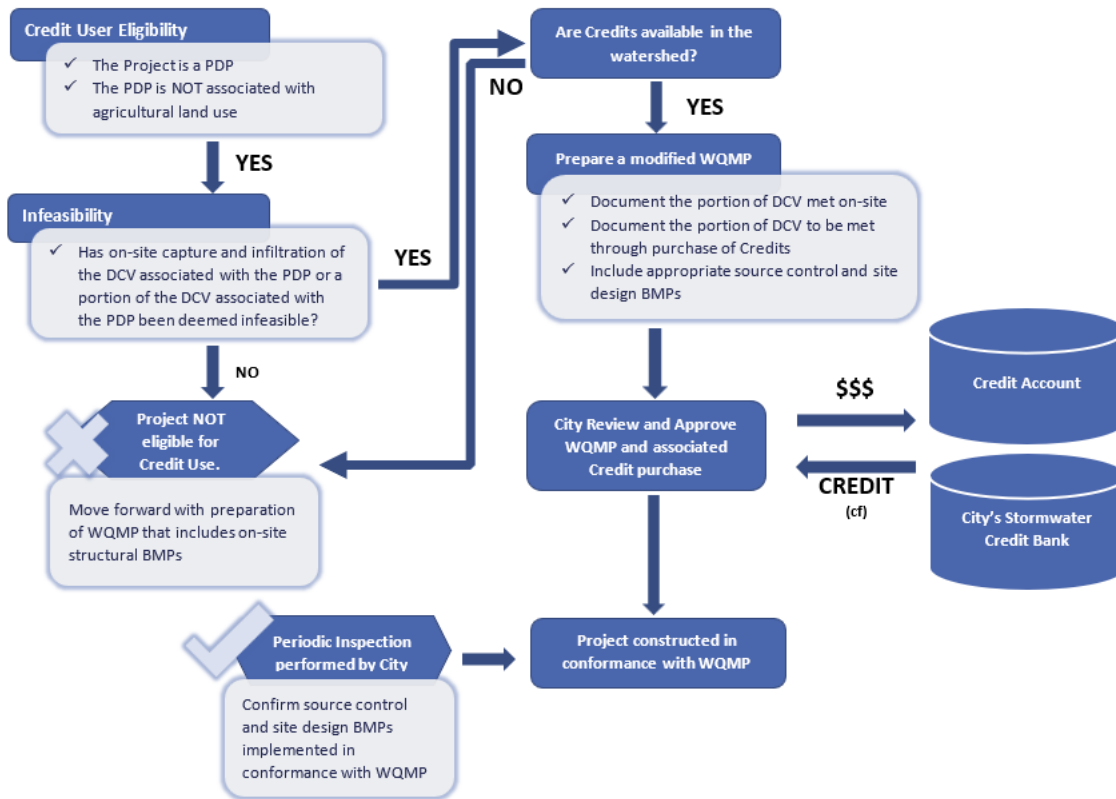 Credit User Eligibility
✓ The Project is a PDP
✓ The PDP is NOT associated with
agricultural land use
YES
Infeasibility
✓ Has on-site capture and infiltration of
the DCV associated with the PDP or a
portion of the DCV associated with
the PDP been deemed infeasible?
YES
NO
Project NOT
eligible for
Credit Use.
Move forward with preparation
of WQMP that includes on-site
structural BMPs
Are Credits available in the
watershed?
NO
YES
Prepare a modified WQMP
✓ Document the portion of DCV met on-site
✓ Document the portion of DCV to be met
through purchase of Credits
✓ Include appropriate source control and site
design BMPs
City Review and Approve
WQMP and associated
Credit purchase
$$$
Credit Account
CREDIT
(cf)
City's Stormwater
Credit Bank
Periodic Inspection
performed by City
Confirm source control
and site design BMPs
implemented in
conformance with WQMP
Project constructed in
conformance with WQMP